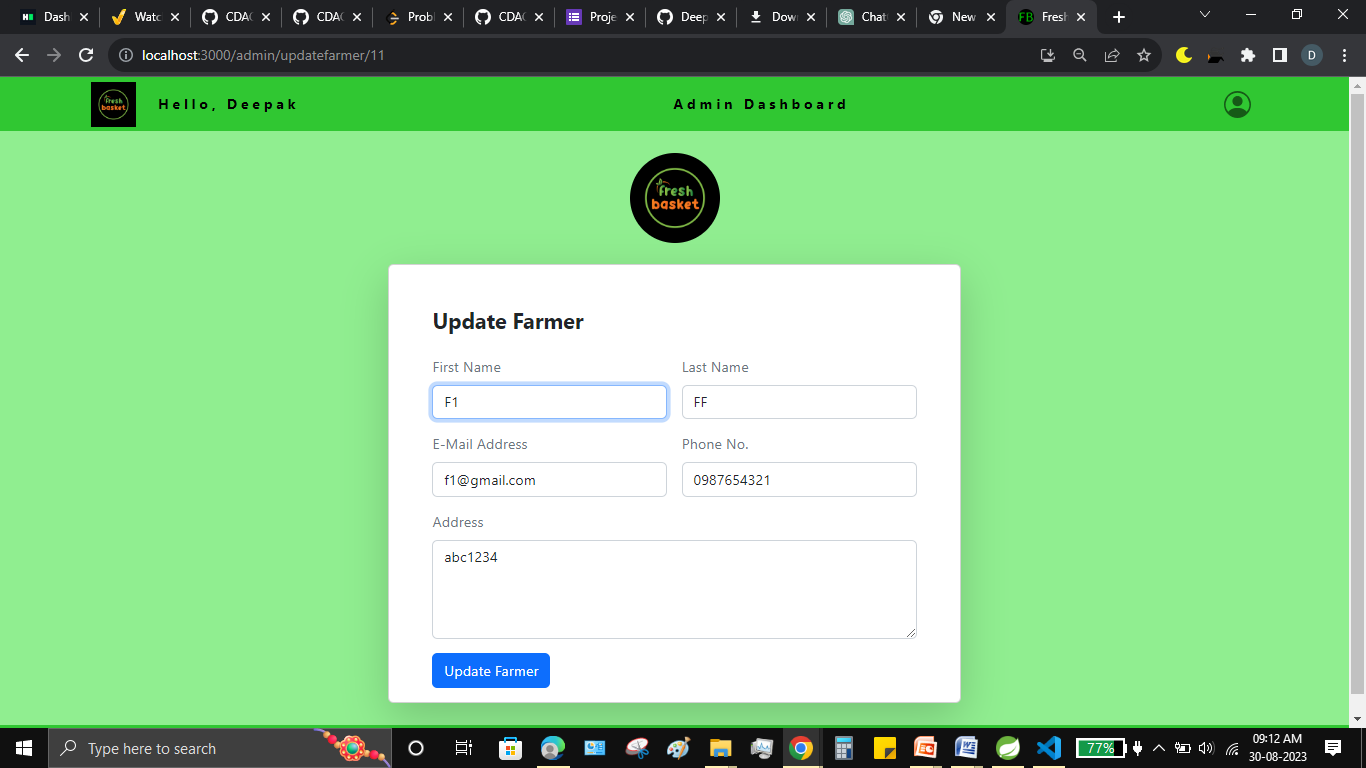 Dash
Watc
CDAC
CDAC
Probl
CDAC
Proje
Deep
Dow
Chat
New
Fresh
localhost:3000/admin/updatefarmer/11
D
fresh
basket
Hello, Deepak
Admin Dashboard
fresh
basket
Update Farmer
First Name
Last Name
F1
FF
E-Mail Address
Phone No.
f1@gmail.com
0987654321
Address
abc1234
Update Farmer
Type here to search
77%
09:12 AM
30-08-2023